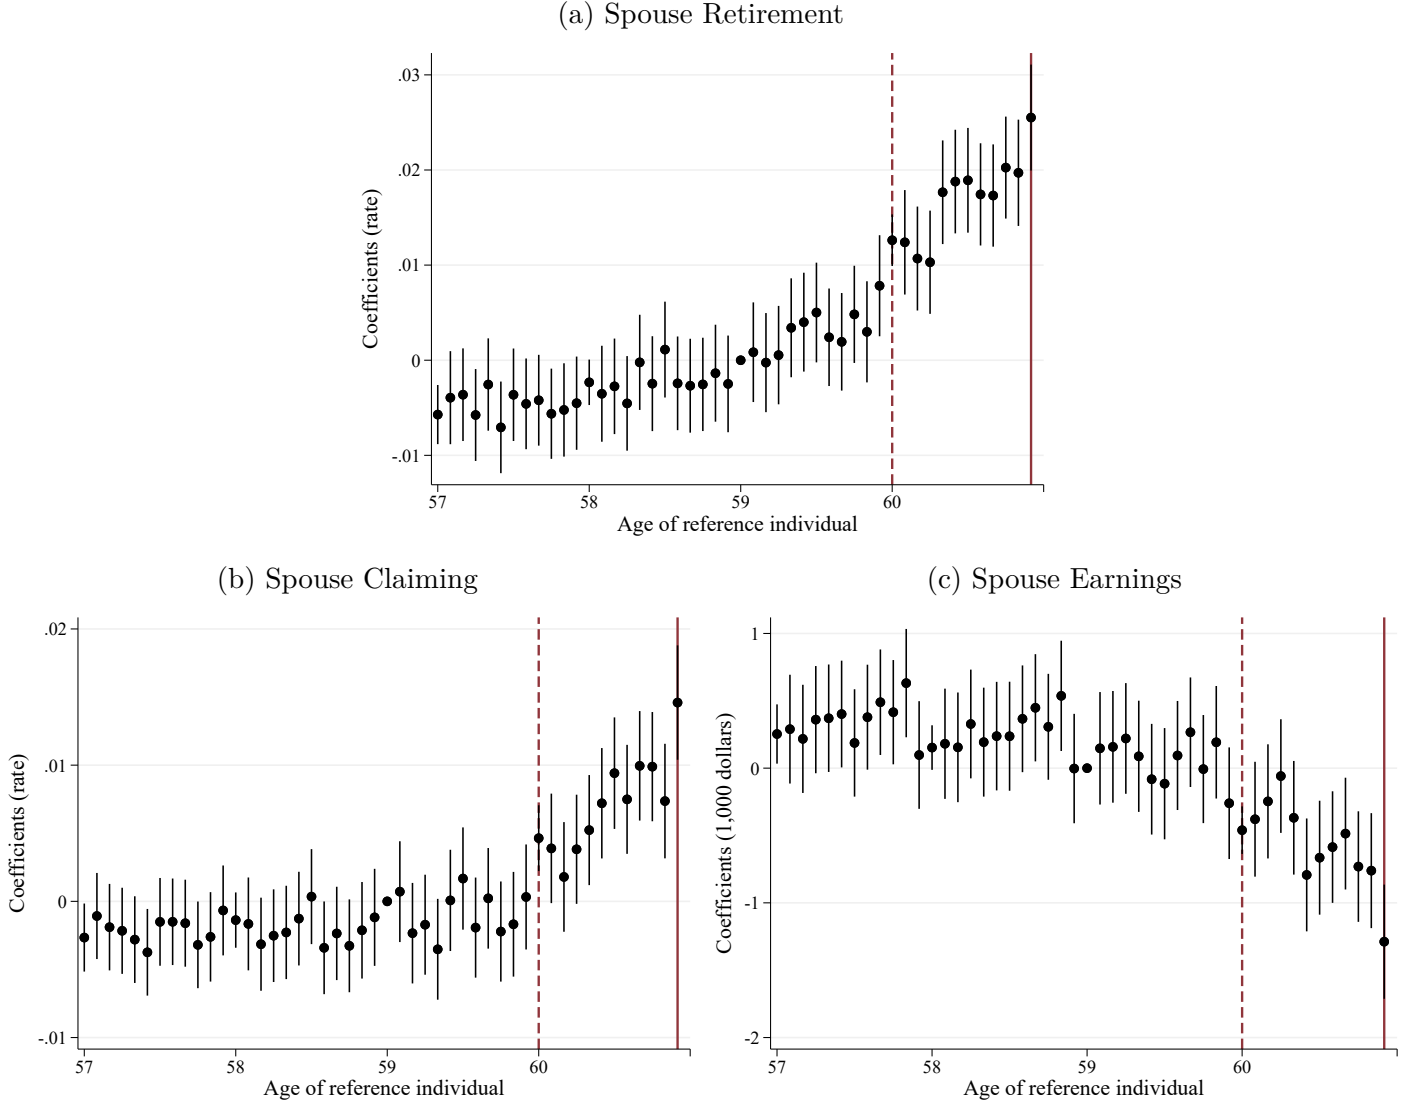 (a) Spouse Retirement
.03
.02
.01
0
-.01
Coefficients (rate)
57 58 59 60
Age of reference individual
(b) Spouse Claiming
.02
.01
0
-.01
Coefficients (rate)
57 58 59 60
Age of reference individual
(c) Spouse Earnings
1
0
-1
-2
Coefficients (1,000 dollars)
57 58 59 60
Age of reference individual